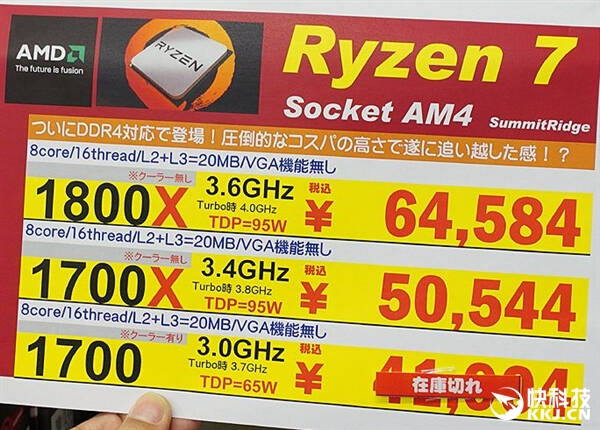 AMD
The future is fusion
RYZEN
Ryzen 7
Socket AM4 SummitRidge
ついにDDR4対応で登場！圧倒的なコスパの高さで遂に追い越した感！？
8core/16thread/L2+L3=20MB/VGA機能無し
※クーラー無し
1800X 3.6GHz 税込
Turbo時 4.0GHz ¥ 64,584
TDP=95W
8core/16thread/L2+L3=20MB/VGA機能無し
※クーラー無し
1700X 3.4GHz 税込
Turbo時 3.8GHz ¥ 50,544
TDP=95W
8core/16thread/L2+L3=20MB/VGA機能無し
※クーラー有り
1700 3.0GHz 税込
Turbo時 3.7GHz ¥
TDP=65W
在庫切れ
快科技
KKJ.CN